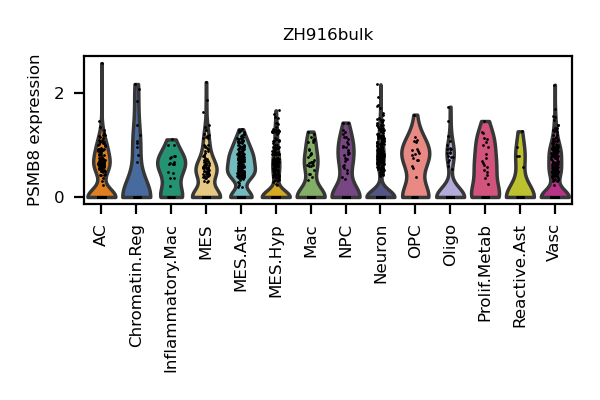 ZH916bulk
PSMB8 expression
2
0
AC
Chromatin.Reg
Inflammatory.Mac
MES
MES.Ast
MES.Hyp
Mac
NPC
Neuron
OPC
Oligo
Prolif.Metab
Reactive.Ast
Vasc